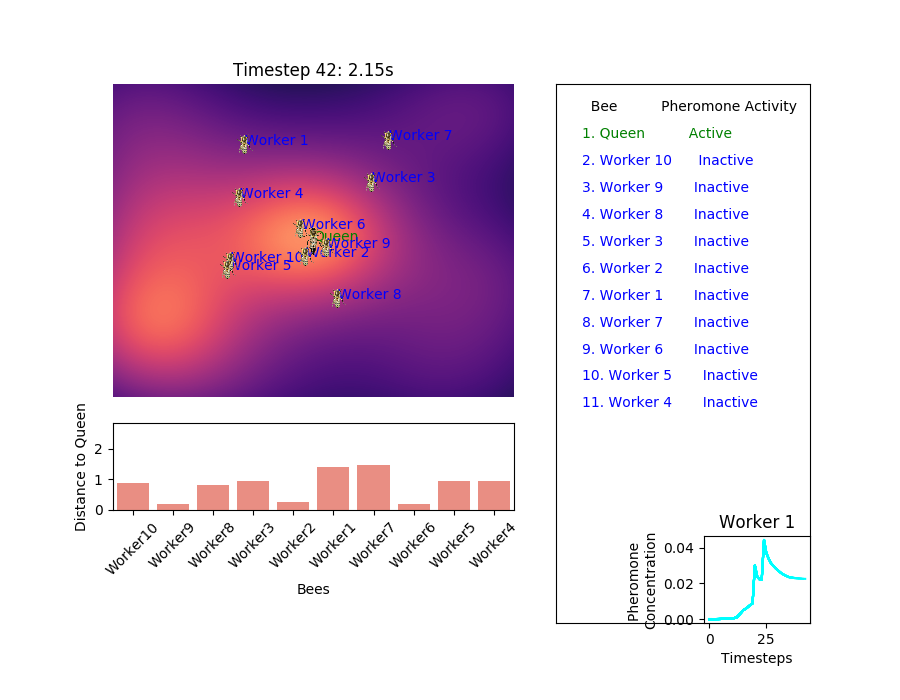 Timestep 42: 2.15s
Worker 1
Worker 7
Worker 3
Worker 4
Worker 6
Queen
Worker 9
Worker 2
Worker 10
Worker 5
Worker 8
Distance to Queen
2
1
0
Worker10
Worker9
Worker8
Worker3
Worker2
Worker1
Worker7
Worker6
Worker5
Worker4
Bees
Bee Pheromone Activity
1. Queen Active
2. Worker 10 Inactive
3. Worker 9 Inactive
4. Worker 8 Inactive
5. Worker 3 Inactive
6. Worker 2 Inactive
7. Worker 1 Inactive
8. Worker 7 Inactive
9. Worker 6 Inactive
10. Worker 5 Inactive
11. Worker 4 Inactive
Worker 1
Pheromone
Concentration
0.04
0.02
0.00
0 25
Timesteps